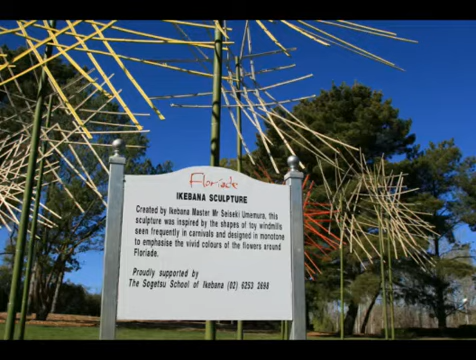 Floriade
IKEBANA SCULPTURE
Created by Ikebana Master Mr Seiseki Umemura, this
sculpture was inspired by the shapes of toy windmills
seen frequently in carnivals and designed in monotone
to emphasise the vivid colours of the flowers around
Floriade.
Proudly supported by
The Sogetsu School of Ikebana (02) 6253 2698